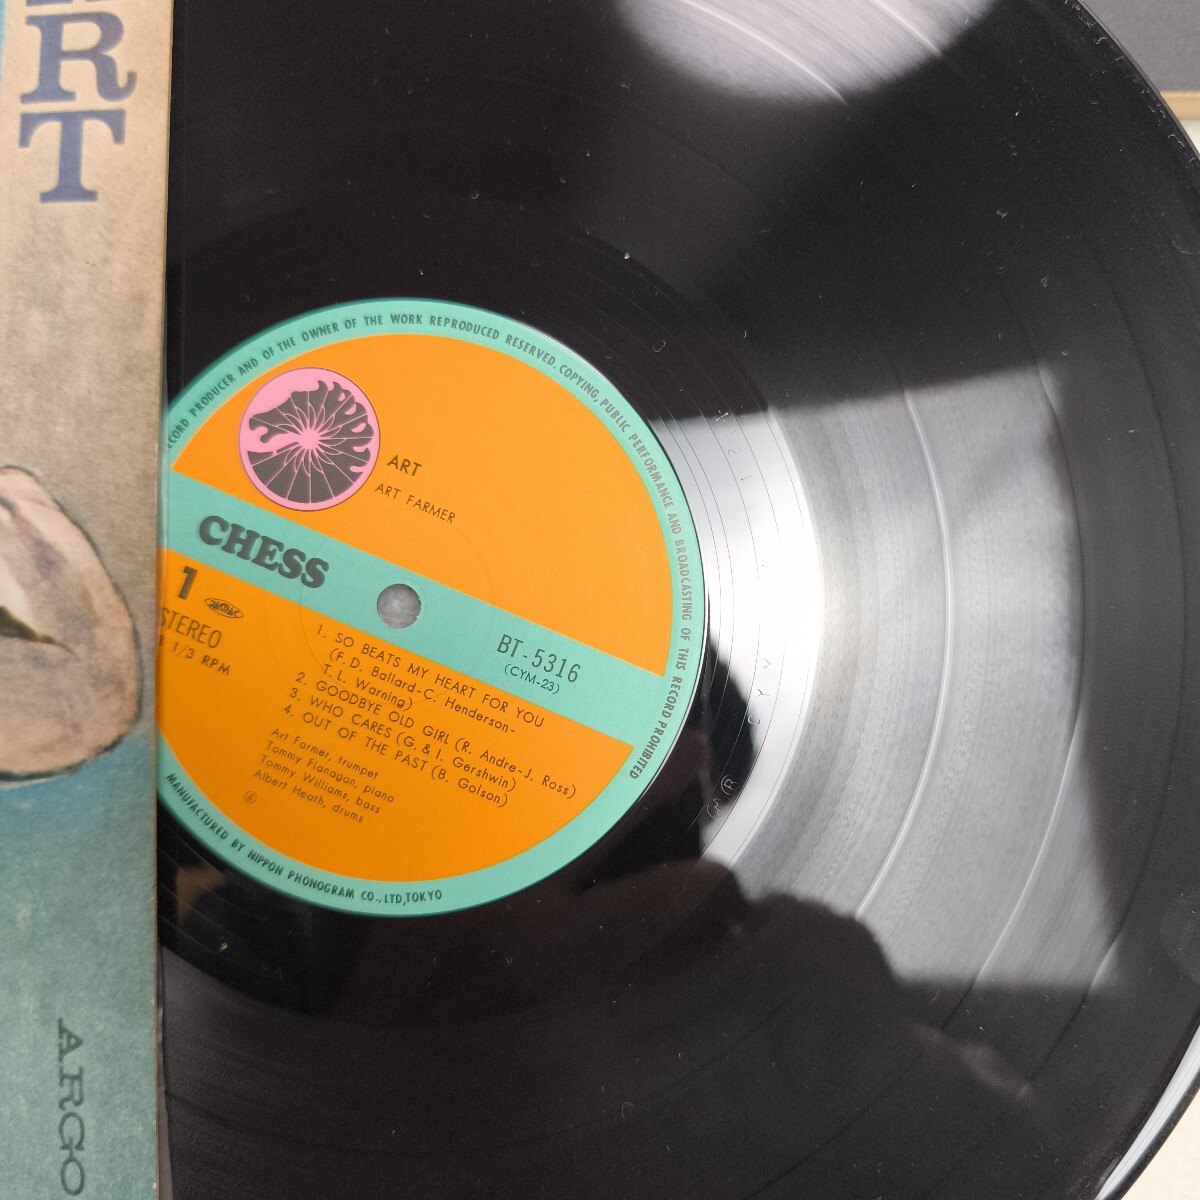 RT
ARGO
RECORD PRODUCER AND OF THE OWNER OF THE WORK REPRODUCED RESERVED. COPYING, PUBLIC PERFORMANCE AND BROADCASTING OF THIS RECORD PROHIBITED
ART
ART FARMER
CHESS
1
STEREO
1/3 RPM
BT-5316
(CYM-23)
1. SO BEATS MY HEART FOR YOU
(F. D. Ballard-C. Henderson-
T. L. Warning)
2. GOODBYE OLD GIRL (R. Andre-J. Ross)
3. WHO CARES (G. & I. Gershwin)
4. OUT OF THE PAST (B. Golson)
Art Farmer, trumpet
Tommy Flanagan, piano
Tommy Williams, bass
Albert Heath, drums
④
MANUFACTURED BY NIPPON PHONOGRAM CO., LTD, TOKYO